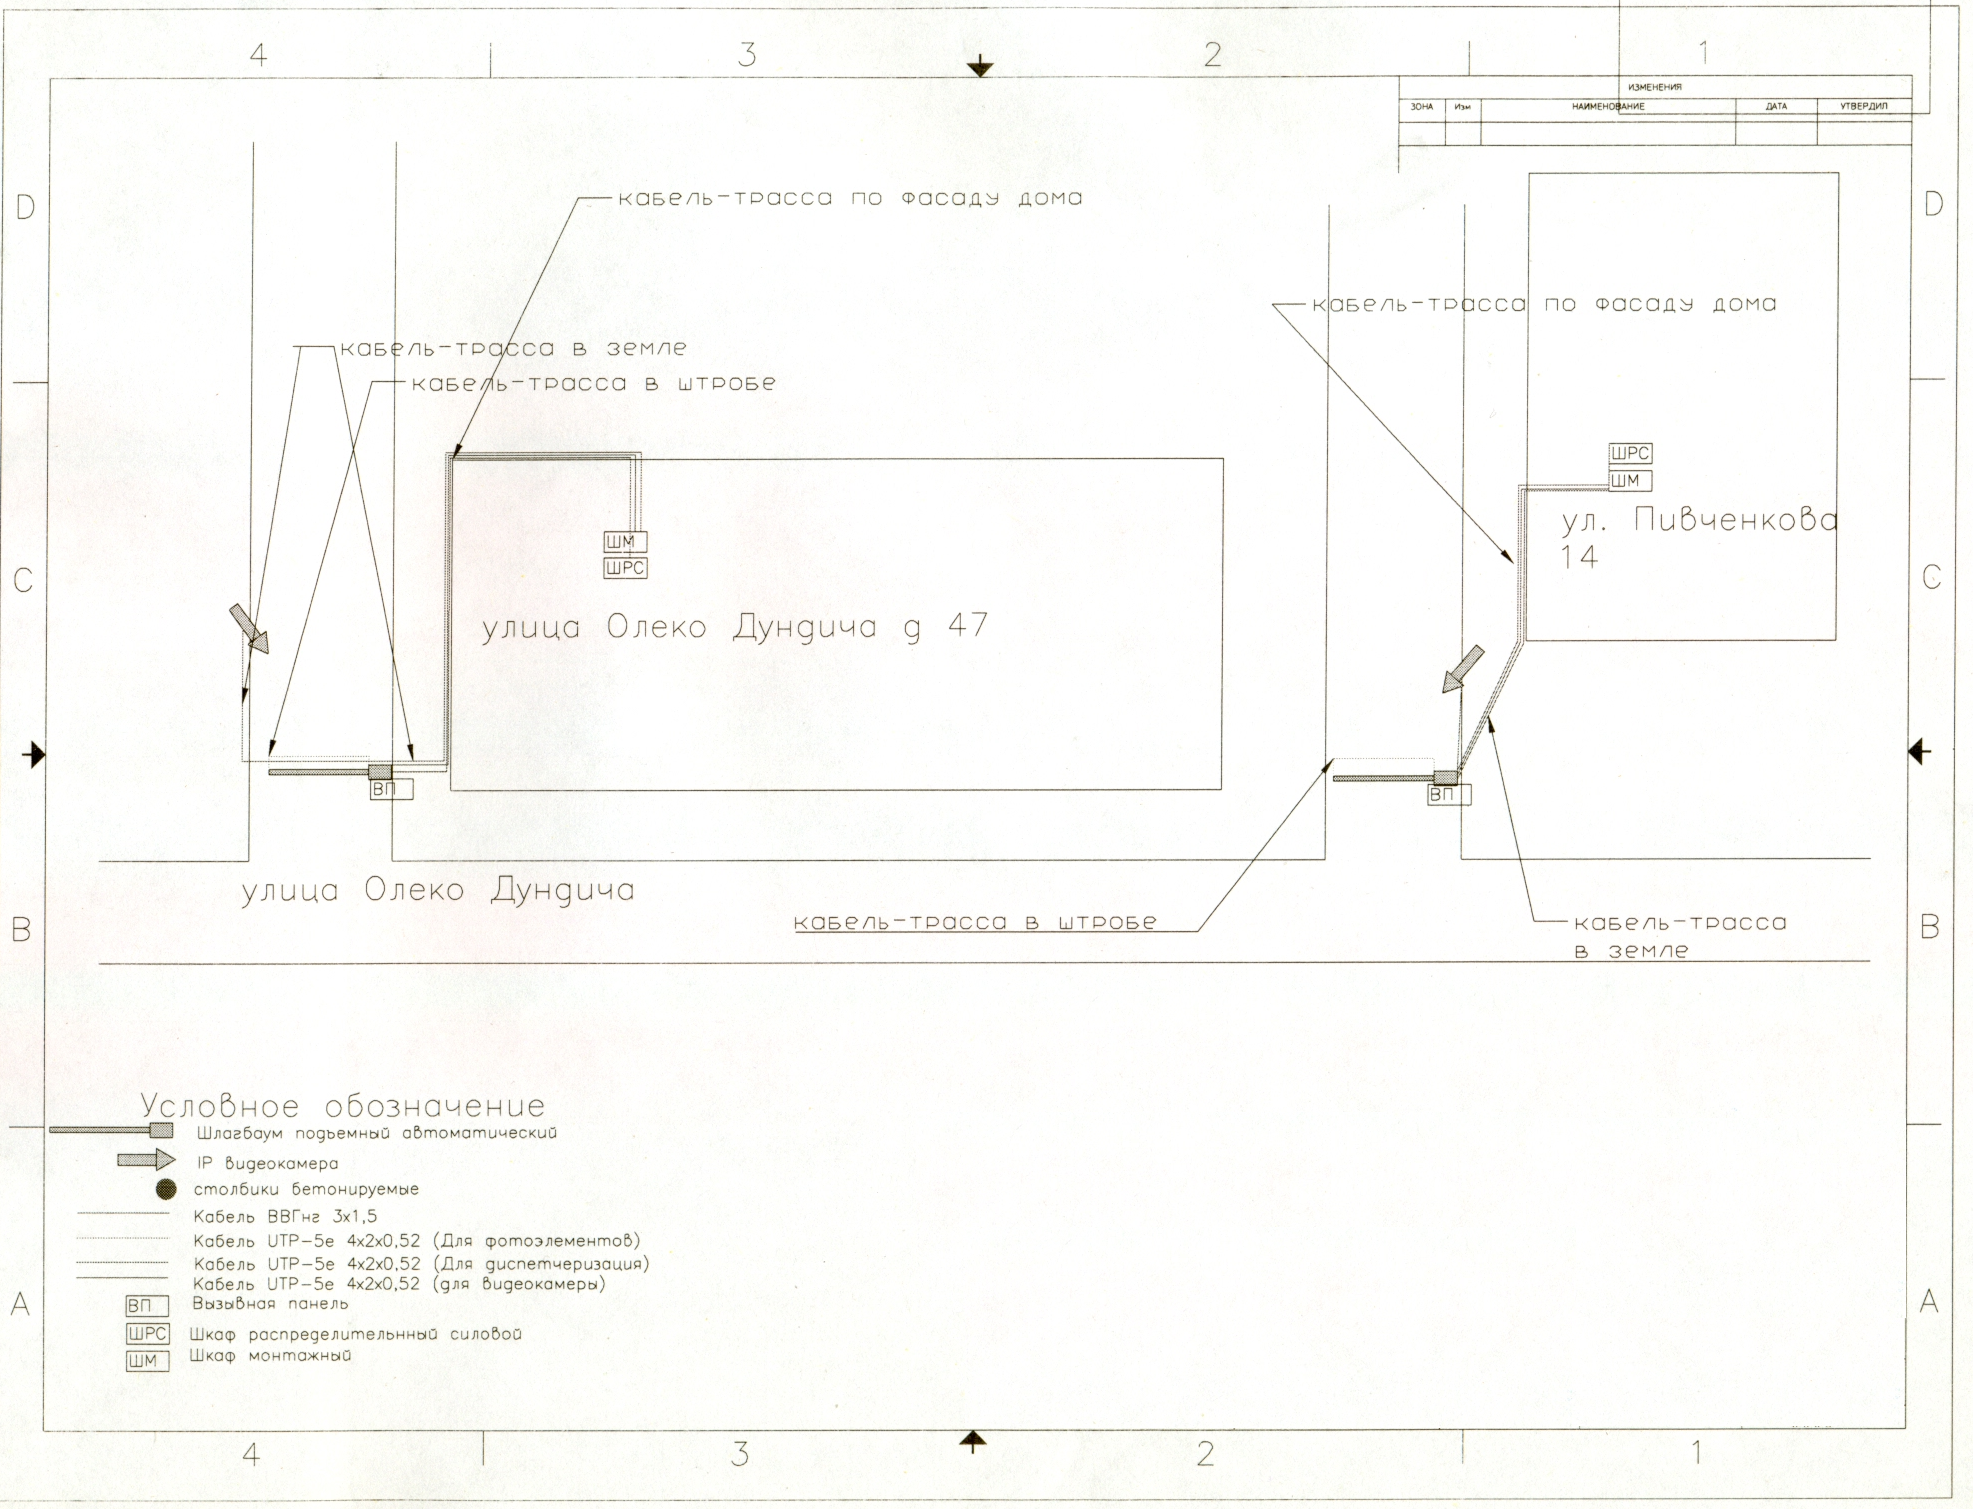 4 3 2 1
ИЗМЕНЕНИЯ
ЗОНА Изм НАИМЕНОВАНИЕ ДАТА УТВЕРДИЛ
D D
кабель-трасса по фасаду дома
кабель-трасса по фасаду дома
кабель-трасса в земле
кабель-трасса в штробе
ШРС
ШМ
ул. Пивченкова
14
ШМ
ШРС
C C
улица Олеко Дундича д 47
ВП
ВП
улица Олеко Дундича
кабель-трасса в штробе
кабель-трасса
в земле
B B
Условное обозначение
Шлагбаум подъемный автоматический
IP видеокамера
столбики бетонируемые
Кабель ВВГнг 3х1,5
Кабель UTP-5e 4x2x0,52 (Для фотоэлементов)
Кабель UTP-5e 4x2x0,52 (Для диспетчеризация)
Кабель UTP-5e 4x2x0,52 (для видеокамеры)
ВП Вызывная панель
ШРС Шкаф распределительнный силовой
ШМ Шкаф монтажный
A A
4 3 2 1